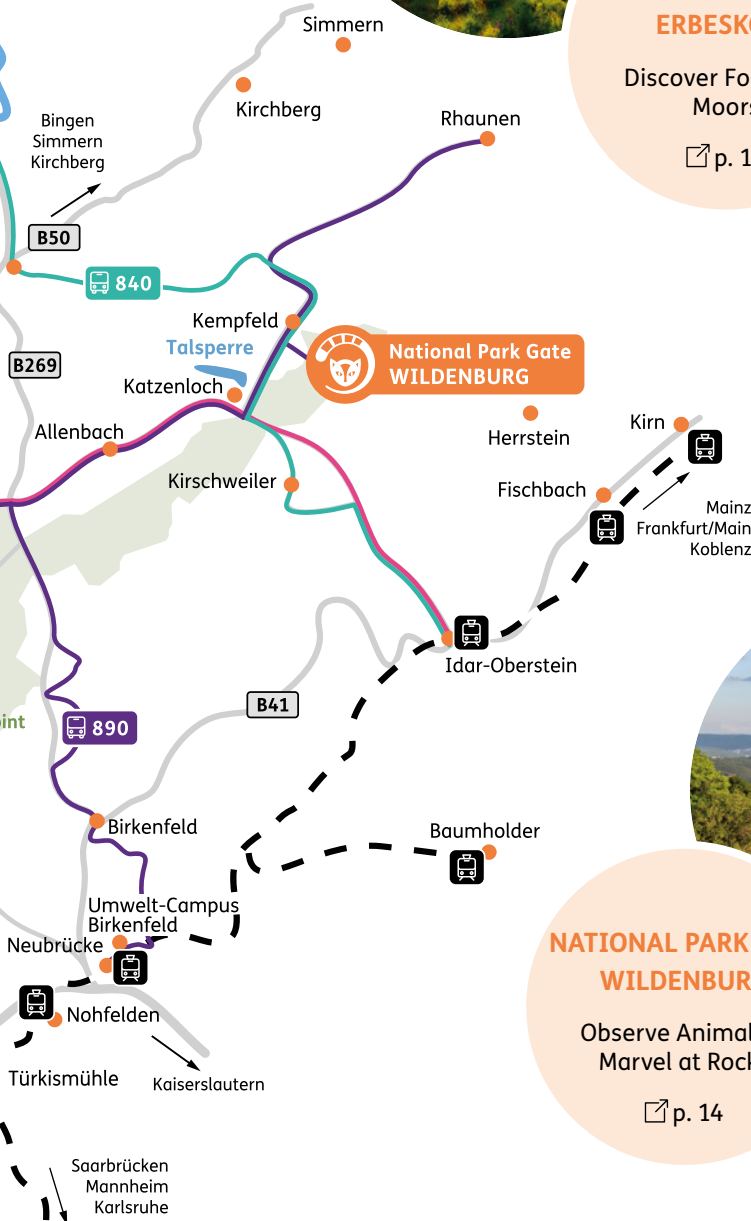 Simmern
Kirchberg
ERBESK
Discover Fo
Moors
p. 1
Rhaunen
Bingen
Simmern
Kirchberg
B50
840
Kempfeld
Talsperre
National Park Gate
WILDENBURG
B269
Katzenloch
Allenbach
Herrstein
Kirn
Kirschweiler
Fischbach
Mainz
Frankfurt/Main
Koblenz
Idar-Oberstein
B41
int
890
Birkenfeld
Baumholder
Umwelt-Campus
Birkenfeld
Neubrücke
NATIONAL PARK
WILDENBUR
Nohfelden
Observe Animal
Marvel at Rock
Türkismühle
Kaiserslautern
p. 14
Saarbrücken
Mannheim
Karlsruhe